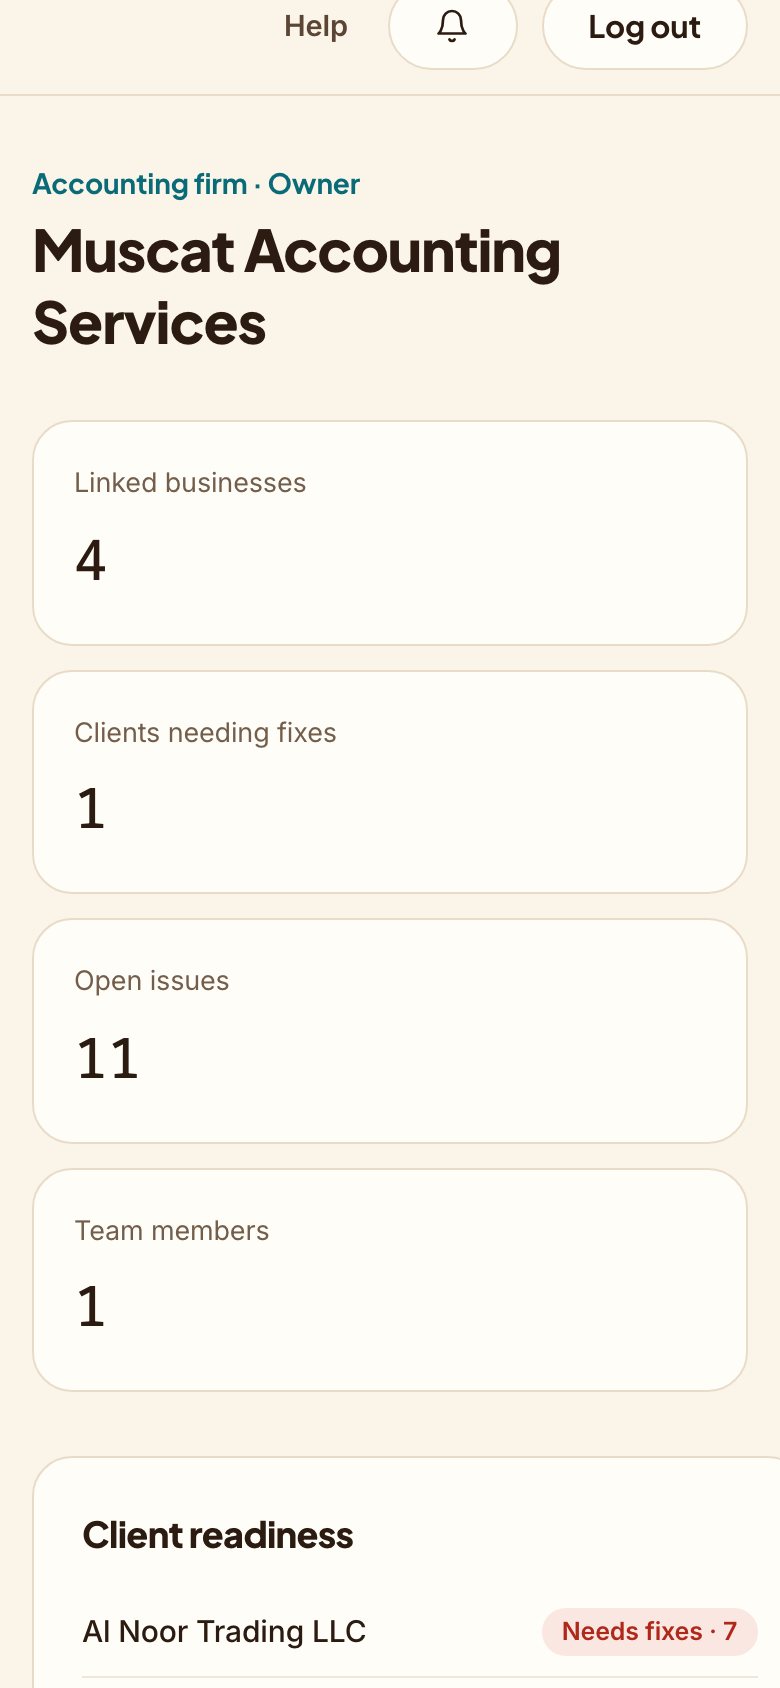 Help
Log out
Accounting firm · Owner
Muscat Accounting
Services
Linked businesses
4
Clients needing fixes
1
Open issues
11
Team members
1
Client readiness
Al Noor Trading LLC
Needs fixes · 7